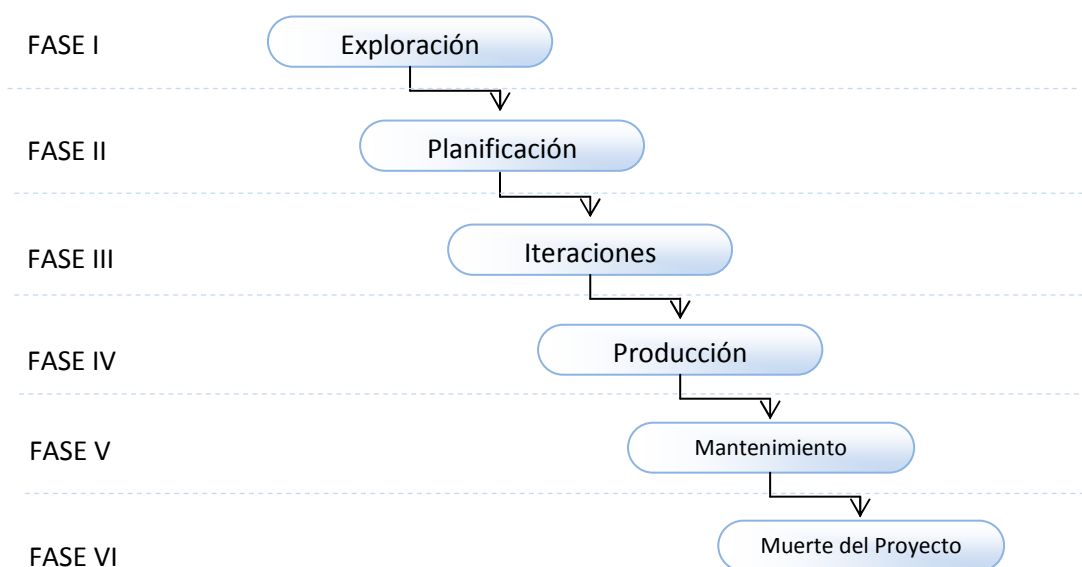 FASE I
Exploración
FASE II
Planificación
FASE III
Iteraciones
FASE IV
Producción
FASE V
Mantenimiento
FASE VI
Muerte del Proyecto